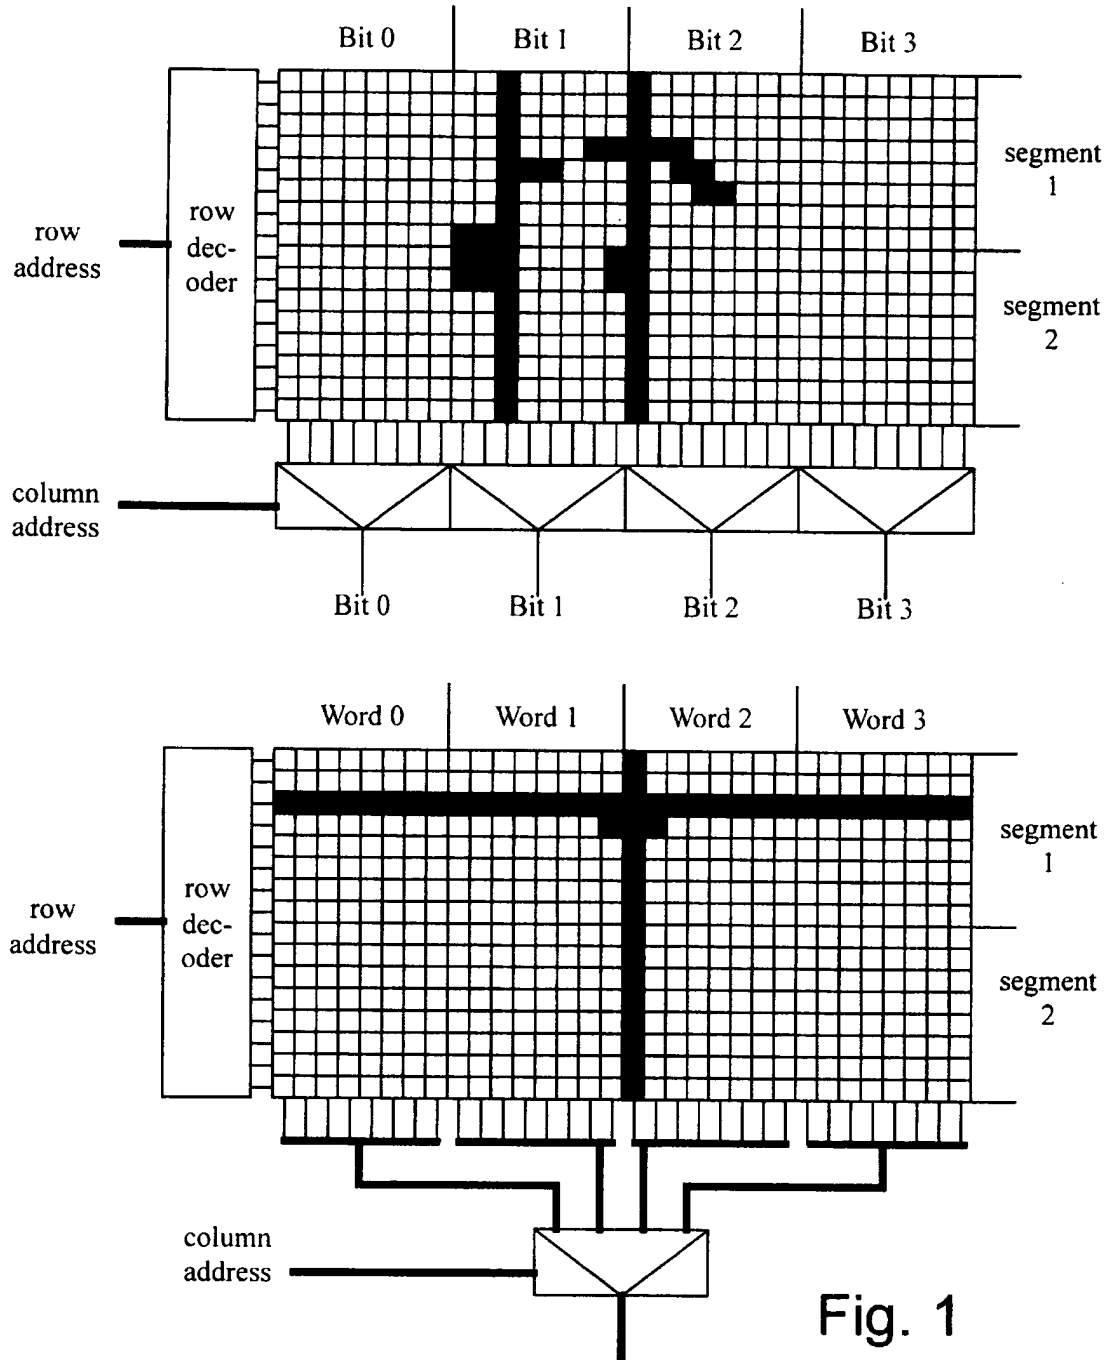 Bit 0
Bit 1
Bit 2
Bit 3
segment
1
row
dec-
oder
row
address
segment
2
column
address
Bit 0
Bit 1
Bit 2
Bit 3
Word 0
Word 1
Word 2
Word 3
segment
1
row
dec-
oder
row
address
segment
2
column
address
Fig. 1